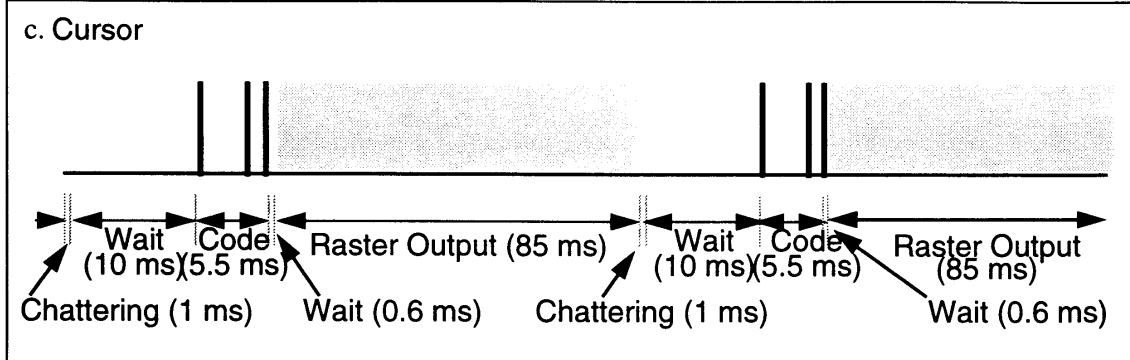 c. Cursor
Wait Code Raster Output (85 ms) Wait Code Raster Output
(10 ms)(5.5 ms) (10 ms)(5.5 ms) (85 ms)
Chattering (1 ms) Wait (0.6 ms) Chattering (1 ms) Wait (0.6 ms)